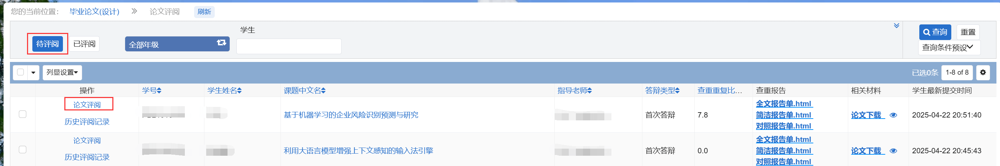 您的当前位置： 毕业论文(设计) 论文评阅 刷新
学生
待评阅 已评阅 全部年级
查询 重置
查询条件预设
列显设置 已选0条 1-8 of 8
操作 学号 学生姓名 课题中文名 指导老师 答辩类型 查重重复比... 查重报告 相关材料 学生最新提交时间
论文评阅
历史评阅记录
基于机器学习的企业风险识别预测与研究 首次答辩 7.8
全文报告单.html
简洁报告单.html
对照报告单.html
论文下载 2025-04-22 20:51:40
论文评阅
历史评阅记录
利用大语言模型增强上下文感知的输入法引擎 首次答辩 0.0
全文报告单.html
简洁报告单.html
对照报告单.html
论文下载 2025-04-22 20:45:43